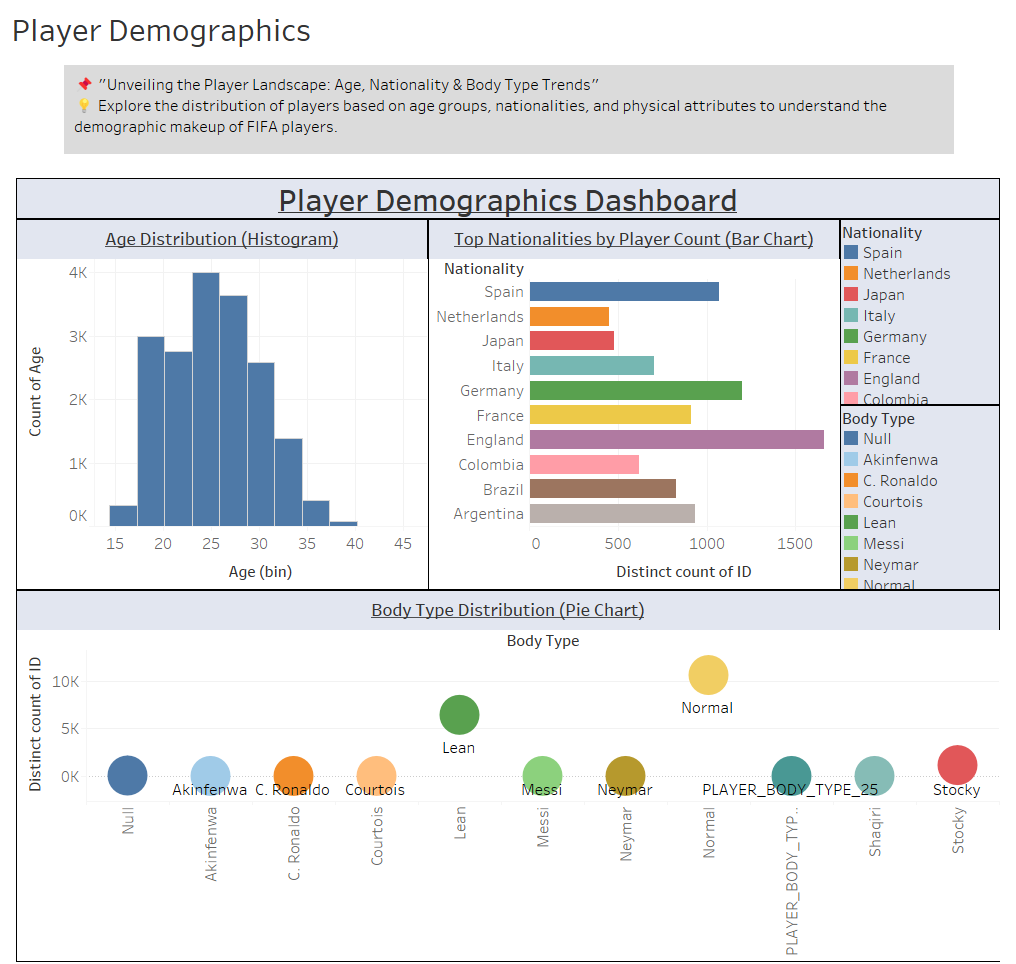 Player Demographics
📌 "Unveiling the Player Landscape: Age, Nationality & Body Type Trends"
💡 Explore the distribution of players based on age groups, nationalities, and physical attributes to understand the
demographic makeup of FIFA players.
Player Demographics Dashboard
Age Distribution (Histogram)
Count of Age
4K
3K
2K
1K
0K
15 20 25 30 35 40 45
Age (bin)
Top Nationalities by Player Count (Bar Chart)
Nationality
Spain
Netherlands
Japan
Italy
Germany
France
England
Colombia
Brazil
Argentina
0 500 1000 1500
Distinct count of ID
Nationality
Spain
Netherlands
Japan
Italy
Germany
France
England
Colombia
Body Type
Null
Akinfenwa
C. Ronaldo
Courtois
Lean
Messi
Neymar
Normal
Body Type Distribution (Pie Chart)
Body Type
Distinct count of ID
10K
5K
0K
Normal
Lean
Akinfenwa C. Ronaldo Courtois Messi Neymar PLAYER_BODY_TYPE_25 Stocky
Null
Akinfenwa
C. Ronaldo
Courtois
Lean
Messi
Neymar
Normal
PLAYER_BODY_TYP..
Shaqiri
Stocky